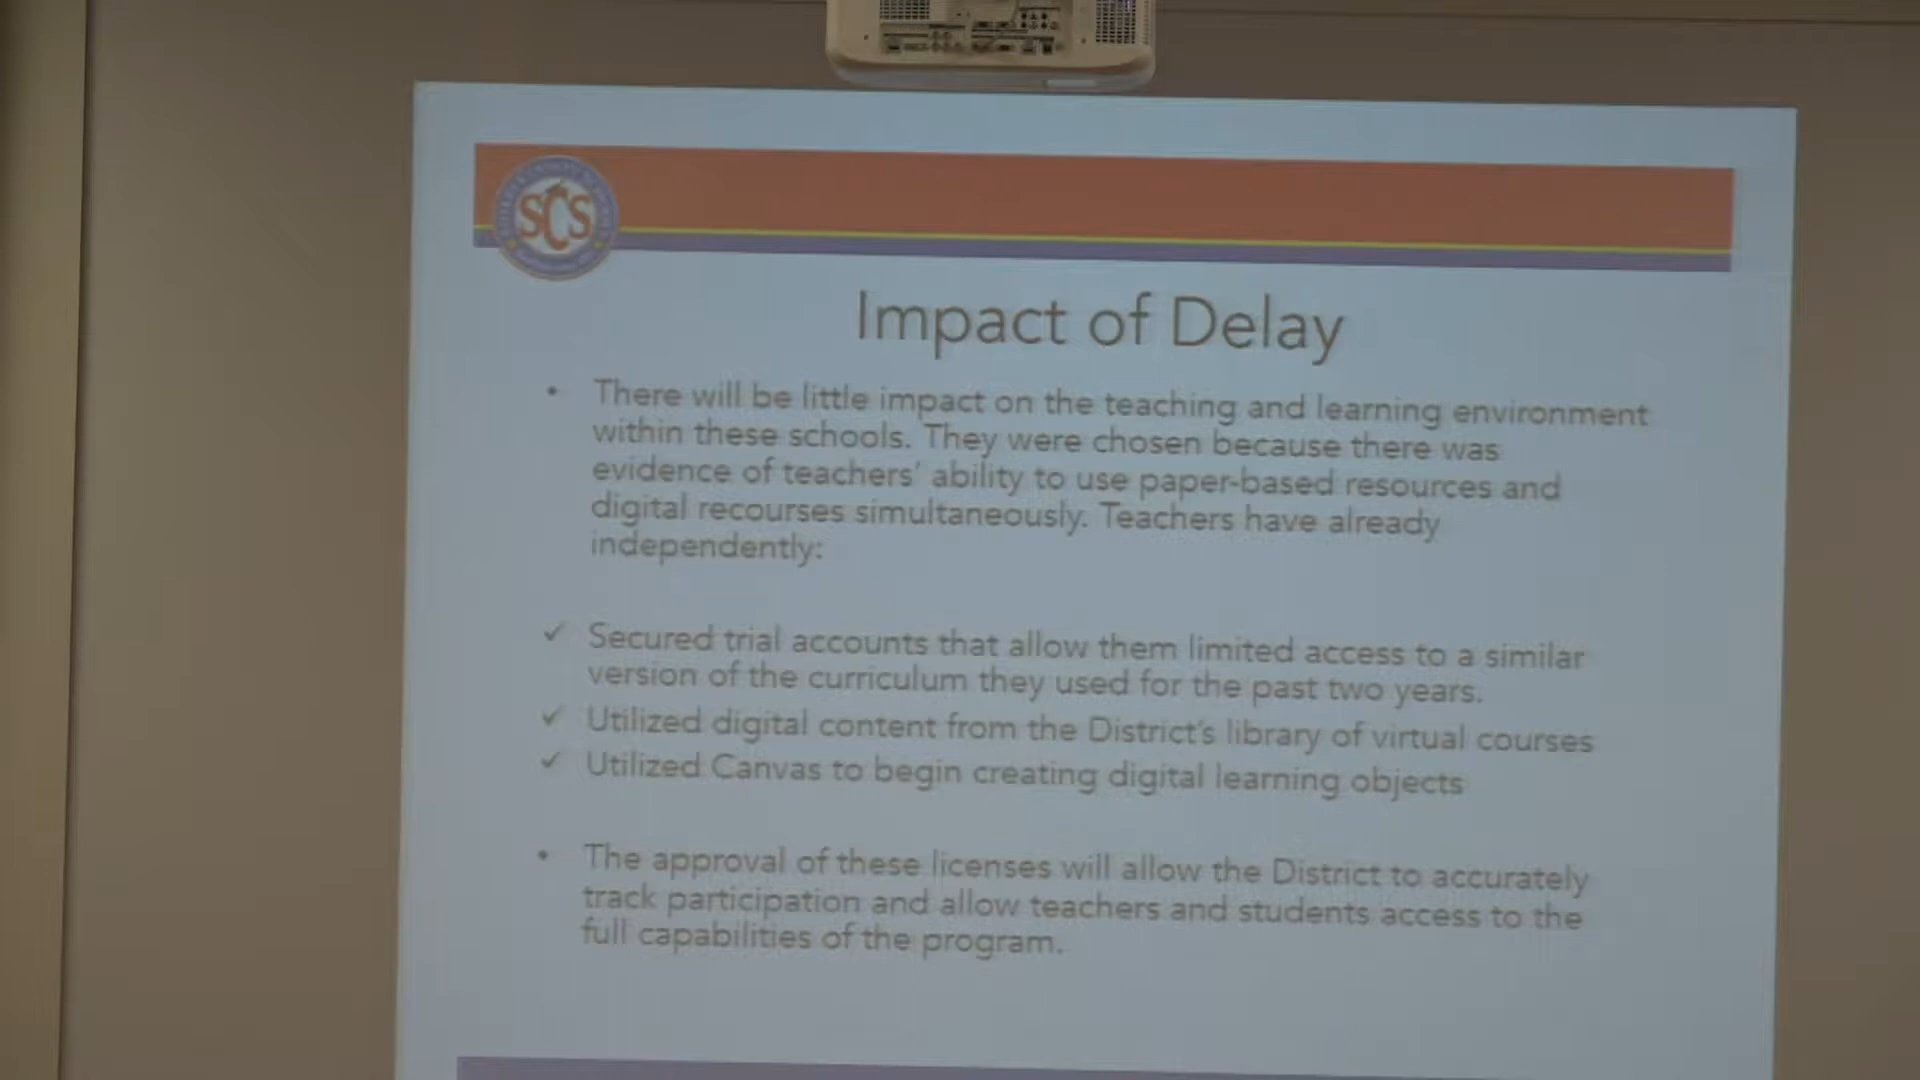 SCS
Impact of Delay
• There will be little impact on the teaching and learning environment
within these schools. They were chosen because there was
evidence of teachers' ability to use paper-based resources and
digital recourses simultaneously. Teachers have already
independently:
✓ Secured trial accounts that allow them limited access to a similar
version of the curriculum they used for the past two years.
✓ Utilized digital content from the District's library of virtual courses
✓ Utilized Canvas to begin creating digital learning objects
• The approval of these licenses will allow the District to accurately
track participation and allow teachers and students access to the
full capabilities of the program.